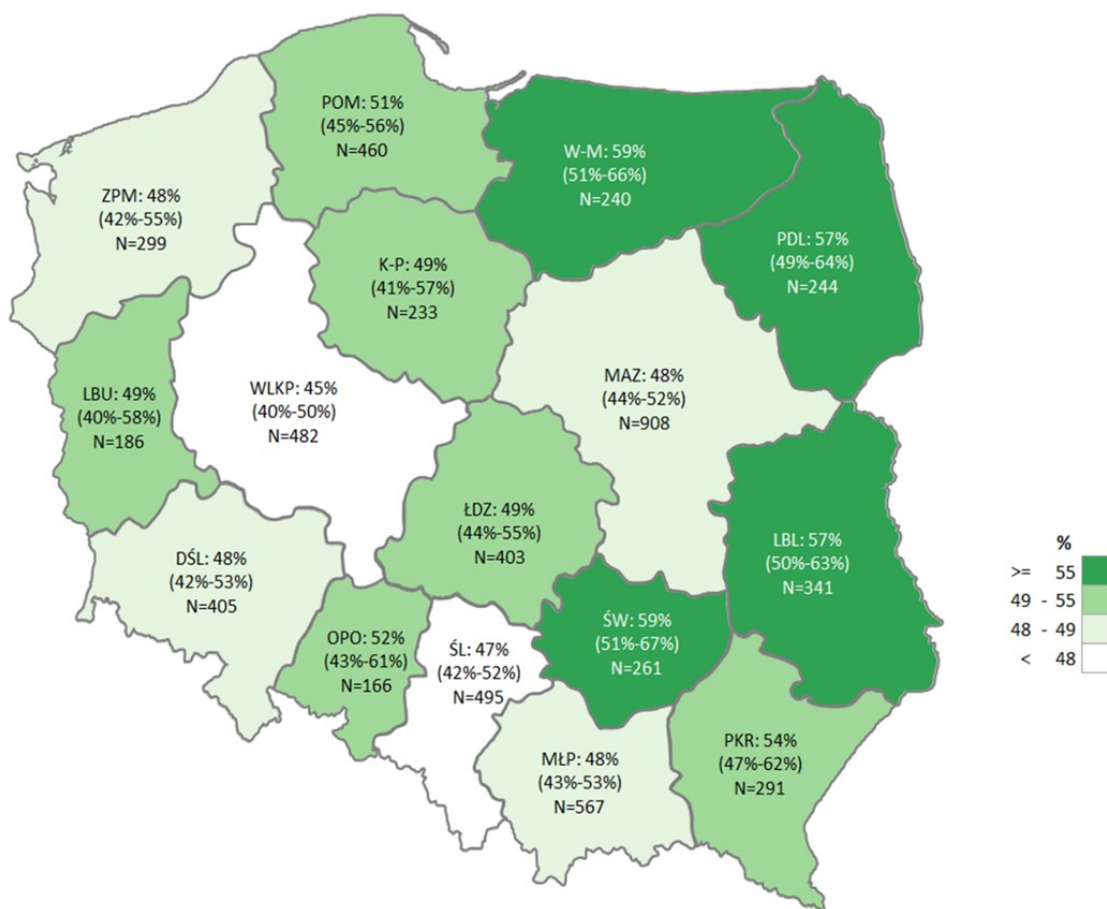 POM: 51%
(45%-56%)
N=460
W-M: 59%
(51%-66%)
N=240
ZPM: 48%
(42%-55%)
N=299
PDL: 57%
(49%-64%)
N=244
K-P: 49%
(41%-57%)
N=233
LBU: 49%
(40%-58%)
N=186
WLKP: 45%
(40%-50%)
N=482
MAZ: 48%
(44%-52%)
N=908
ŁDZ: 49%
(44%-55%)
N=403
LBL: 57%
(50%-63%)
N=341
DŚL: 48%
(42%-53%)
N=405
OPO: 52%
(43%-61%)
N=166
ŚL: 47%
(42%-52%)
N=495
ŚW: 59%
(51%-67%)
N=261
MŁP: 48%
(43%-53%)
N=567
PKR: 54%
(47%-62%)
N=291
%
>= 55
49 - 55
48 - 49
< 48